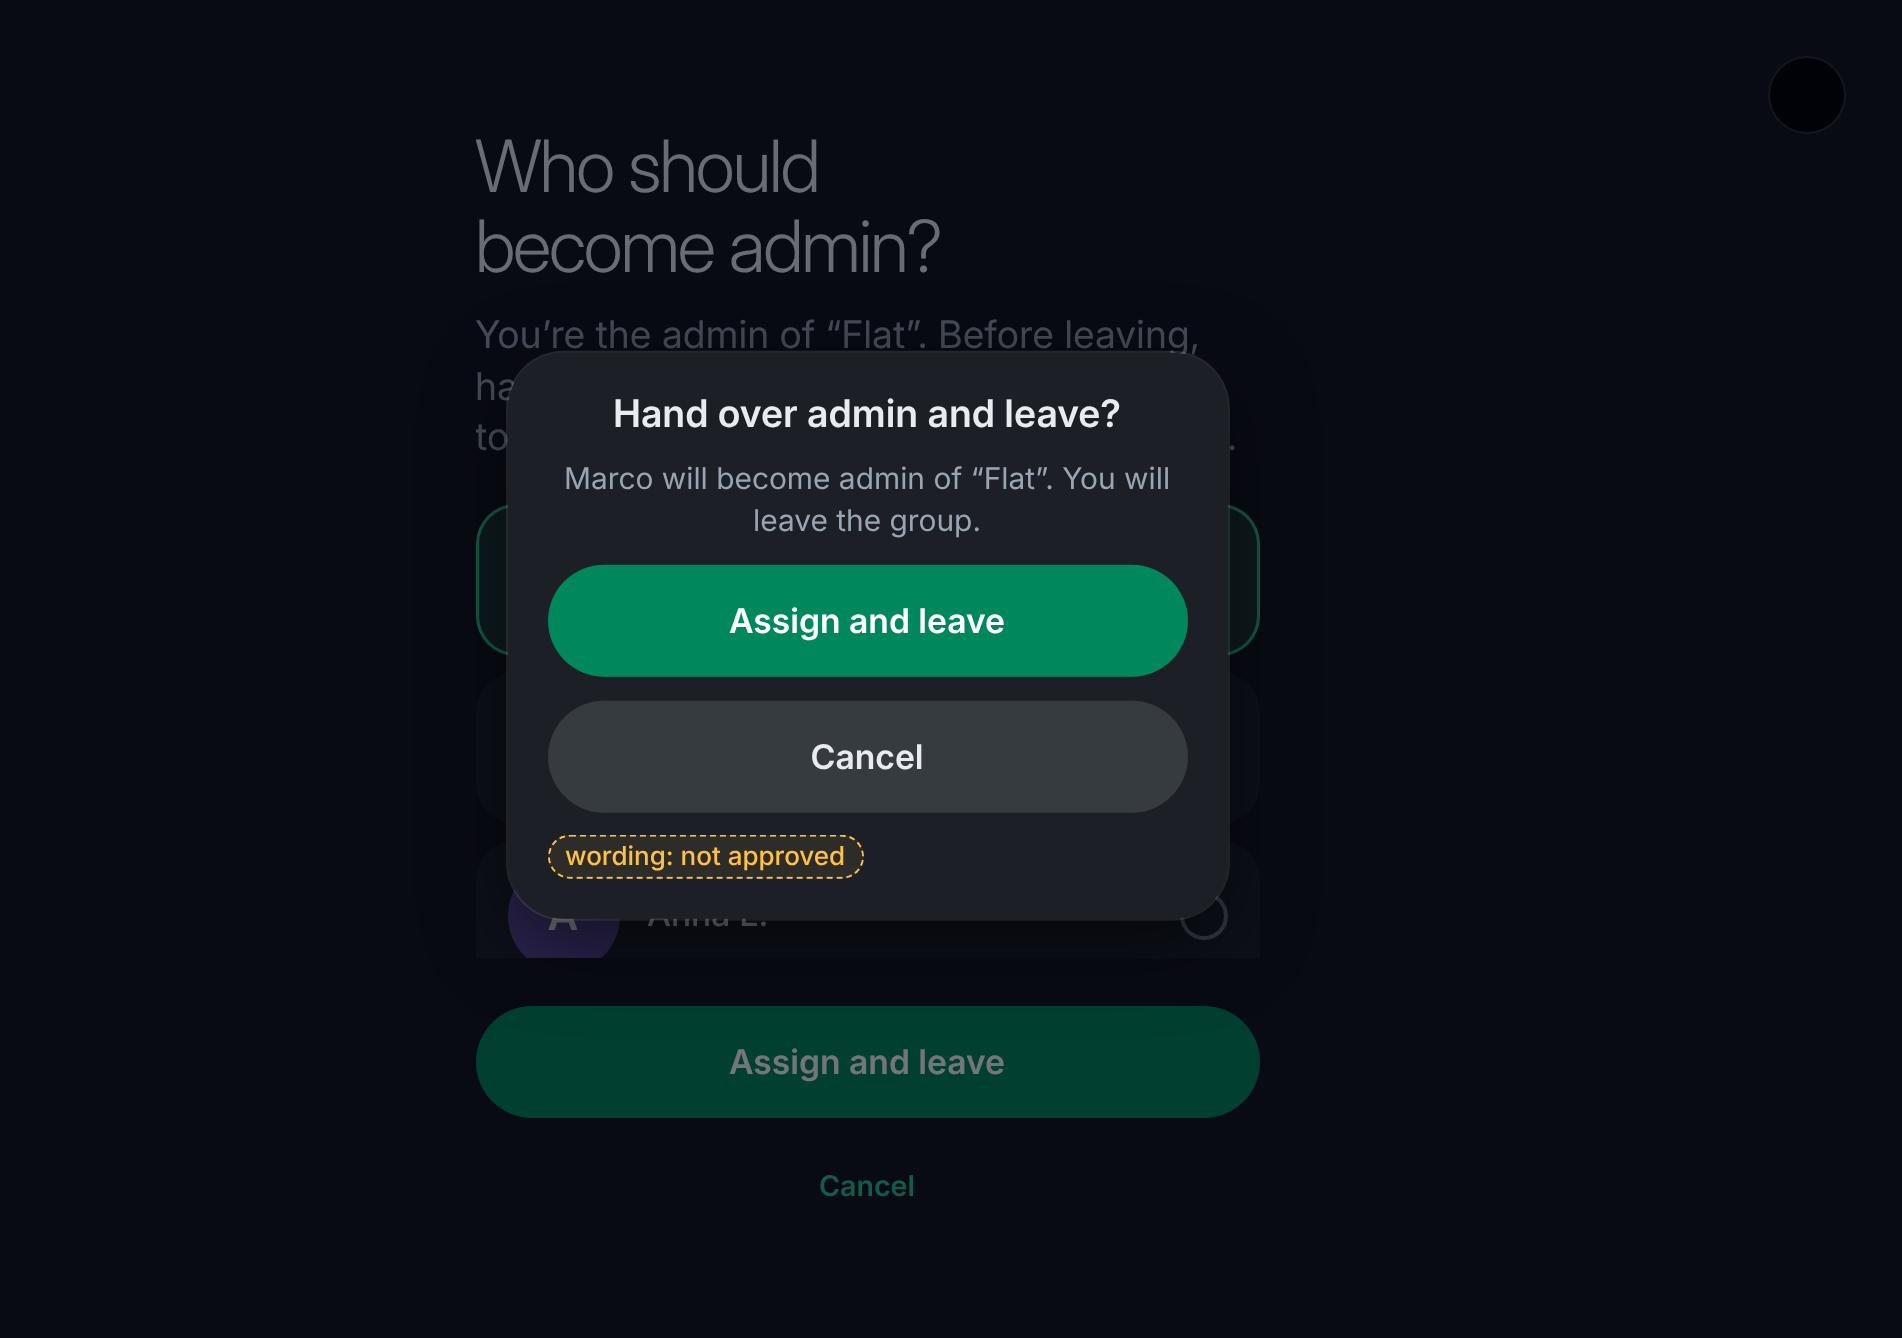 Who should
become admin?
You’re the admin of “Flat”. Before leaving,
Hand over admin and leave?
Marco will become admin of “Flat”. You will
leave the group.
Assign and leave
Cancel
wording: not approved
Assign and leave
Cancel